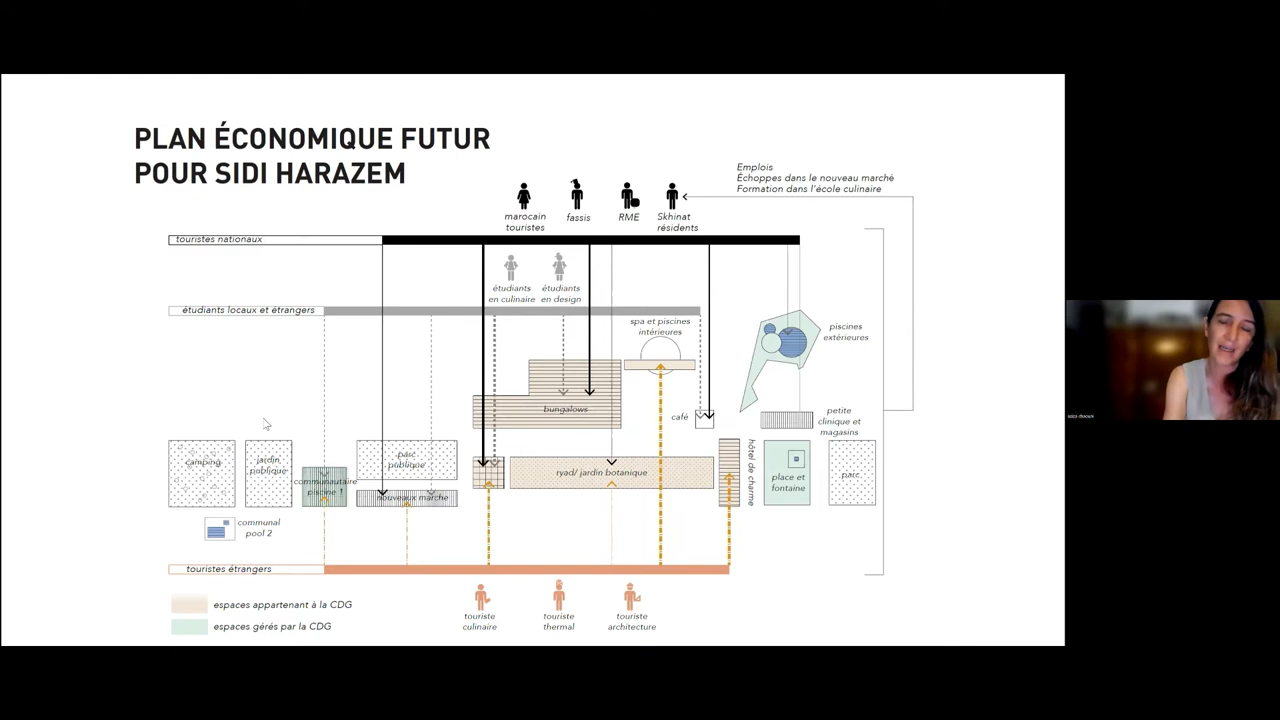 PLAN ÉCONOMIQUE FUTUR
POUR SIDI HARAZEM
Emplois
Échoppes dans le nouveau marché
Formation dans l'école culinaire
marocain
touristes
fassis
RME
Skhinat
résidents
touristes nationaux
étudiants
en culinaire
étudiants
en design
étudiants locaux et étrangers
spa et piscines
intérieures
piscines
extérieures
bungalows
café
petite
clinique et
magasins
camping
jardin
publique
parc
publique
communautaire
piscine 1
nouveaux marche
ryad/ jardin botanique
hôtel de charme
place et
fontaine
parc
communal
pool 2
touristes étrangers
espaces appartenant à la CDG
espaces gérés par la CDG
touriste
culinaire
touriste
thermal
touriste
architecture